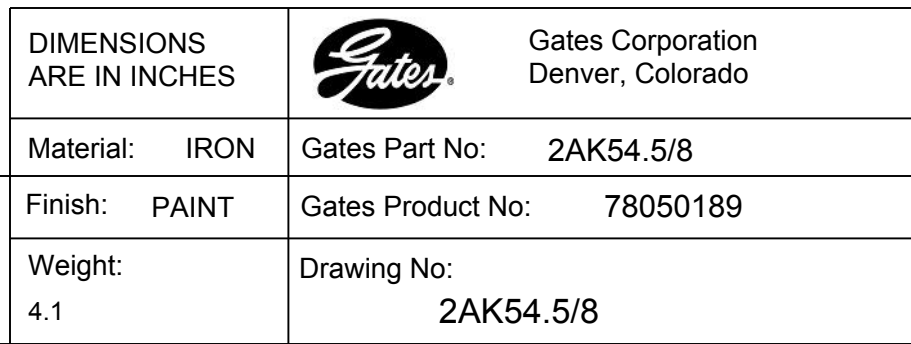 DIMENSIONS
ARE IN INCHES
Gates®
Gates Corporation
Denver, Colorado
Material: IRON
Gates Part No: 2AK54.5/8
Finish: PAINT
Gates Product No: 78050189
Weight:
4.1
Drawing No:
2AK54.5/8